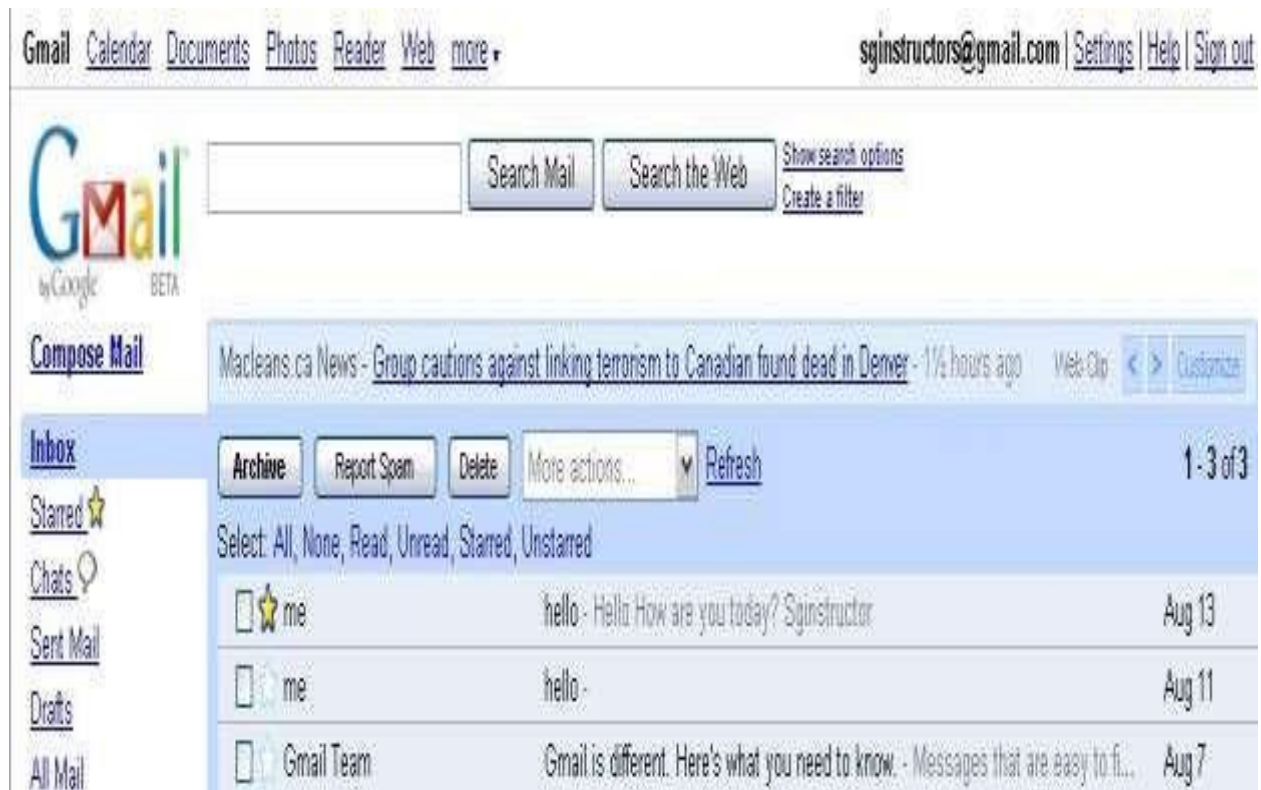 Gmail Calendar Documents Photos Reader Web more sginstructors@gmail.com | Settings | Help | Sign out
Gmail by Google BETA
Search Mail Search the Web Show search options
Create a filter
Compose Mail
Macleans.ca News - Group cautions against linking terrorism to Canadian found dead in Denver - 1½ hours ago Web Clip < > Customize
Inbox
Archive Report Spam Delete More actions... Refresh 1 - 3 of 3
Starred
Select: All, None, Read, Unread, Starred, Unstarred
Chats
me hello - Hello How are you today? Sginstructor Aug 13
Sent Mail
me hello - Aug 11
Drafts
Gmail Team Gmail is different. Here's what you need to know. - Messages that are easy to fi... Aug 7
All Mail